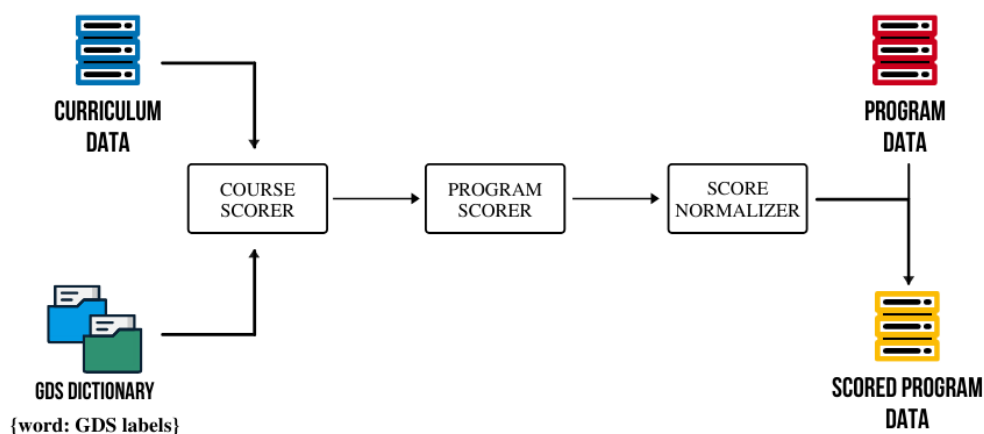 CURRICULUM
DATA
PROGRAM
DATA
COURSE
SCORER
PROGRAM
SCORER
SCORE
NORMALIZER
GDS DICTIONARY
{word: GDS labels}
SCORED PROGRAM
DATA